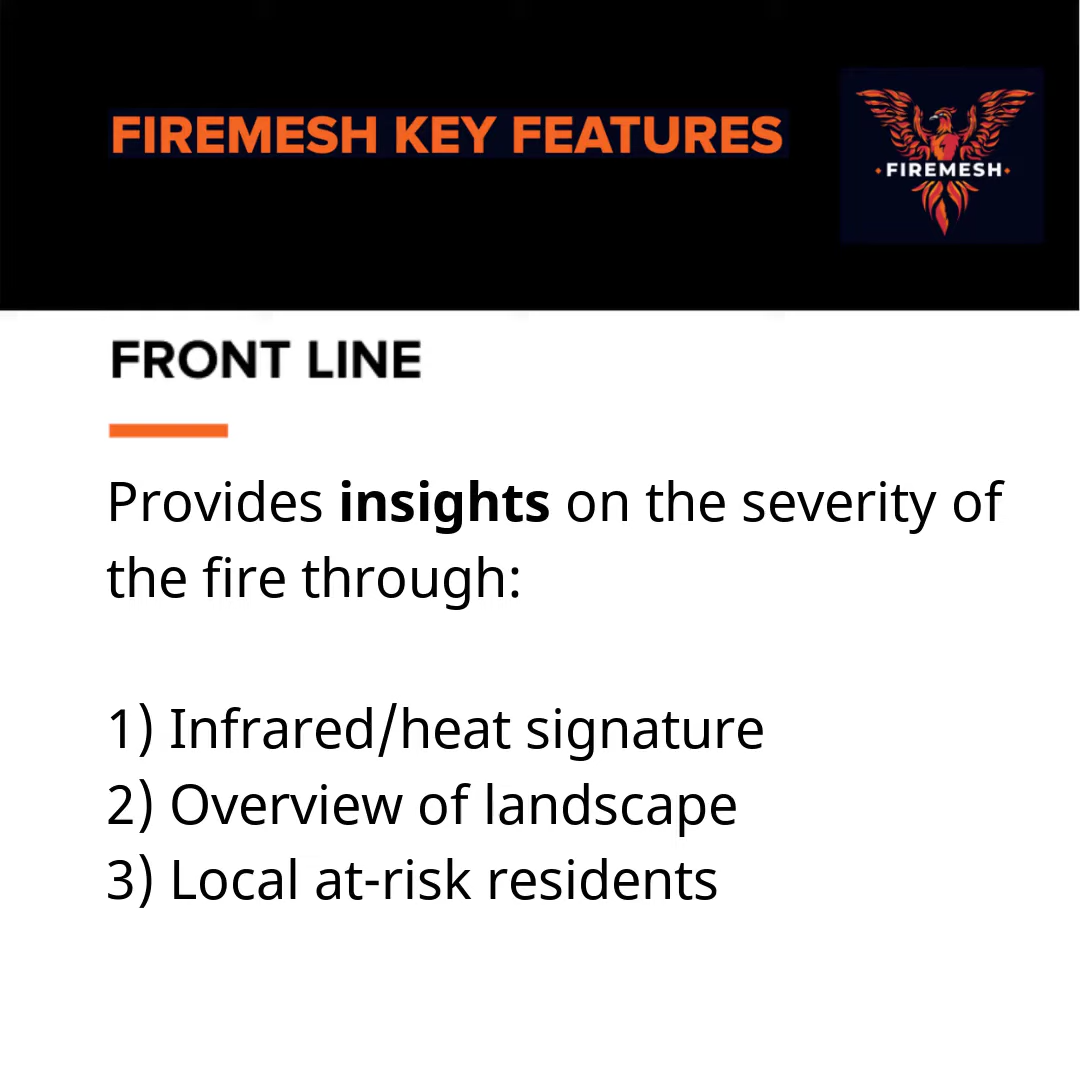 FIREMESH KEY FEATURES
FIREMESH
FRONT LINE
Provides insights on the severity of
the fire through:
1) Infrared/heat signature
2) Overview of landscape
3) Local at-risk residents